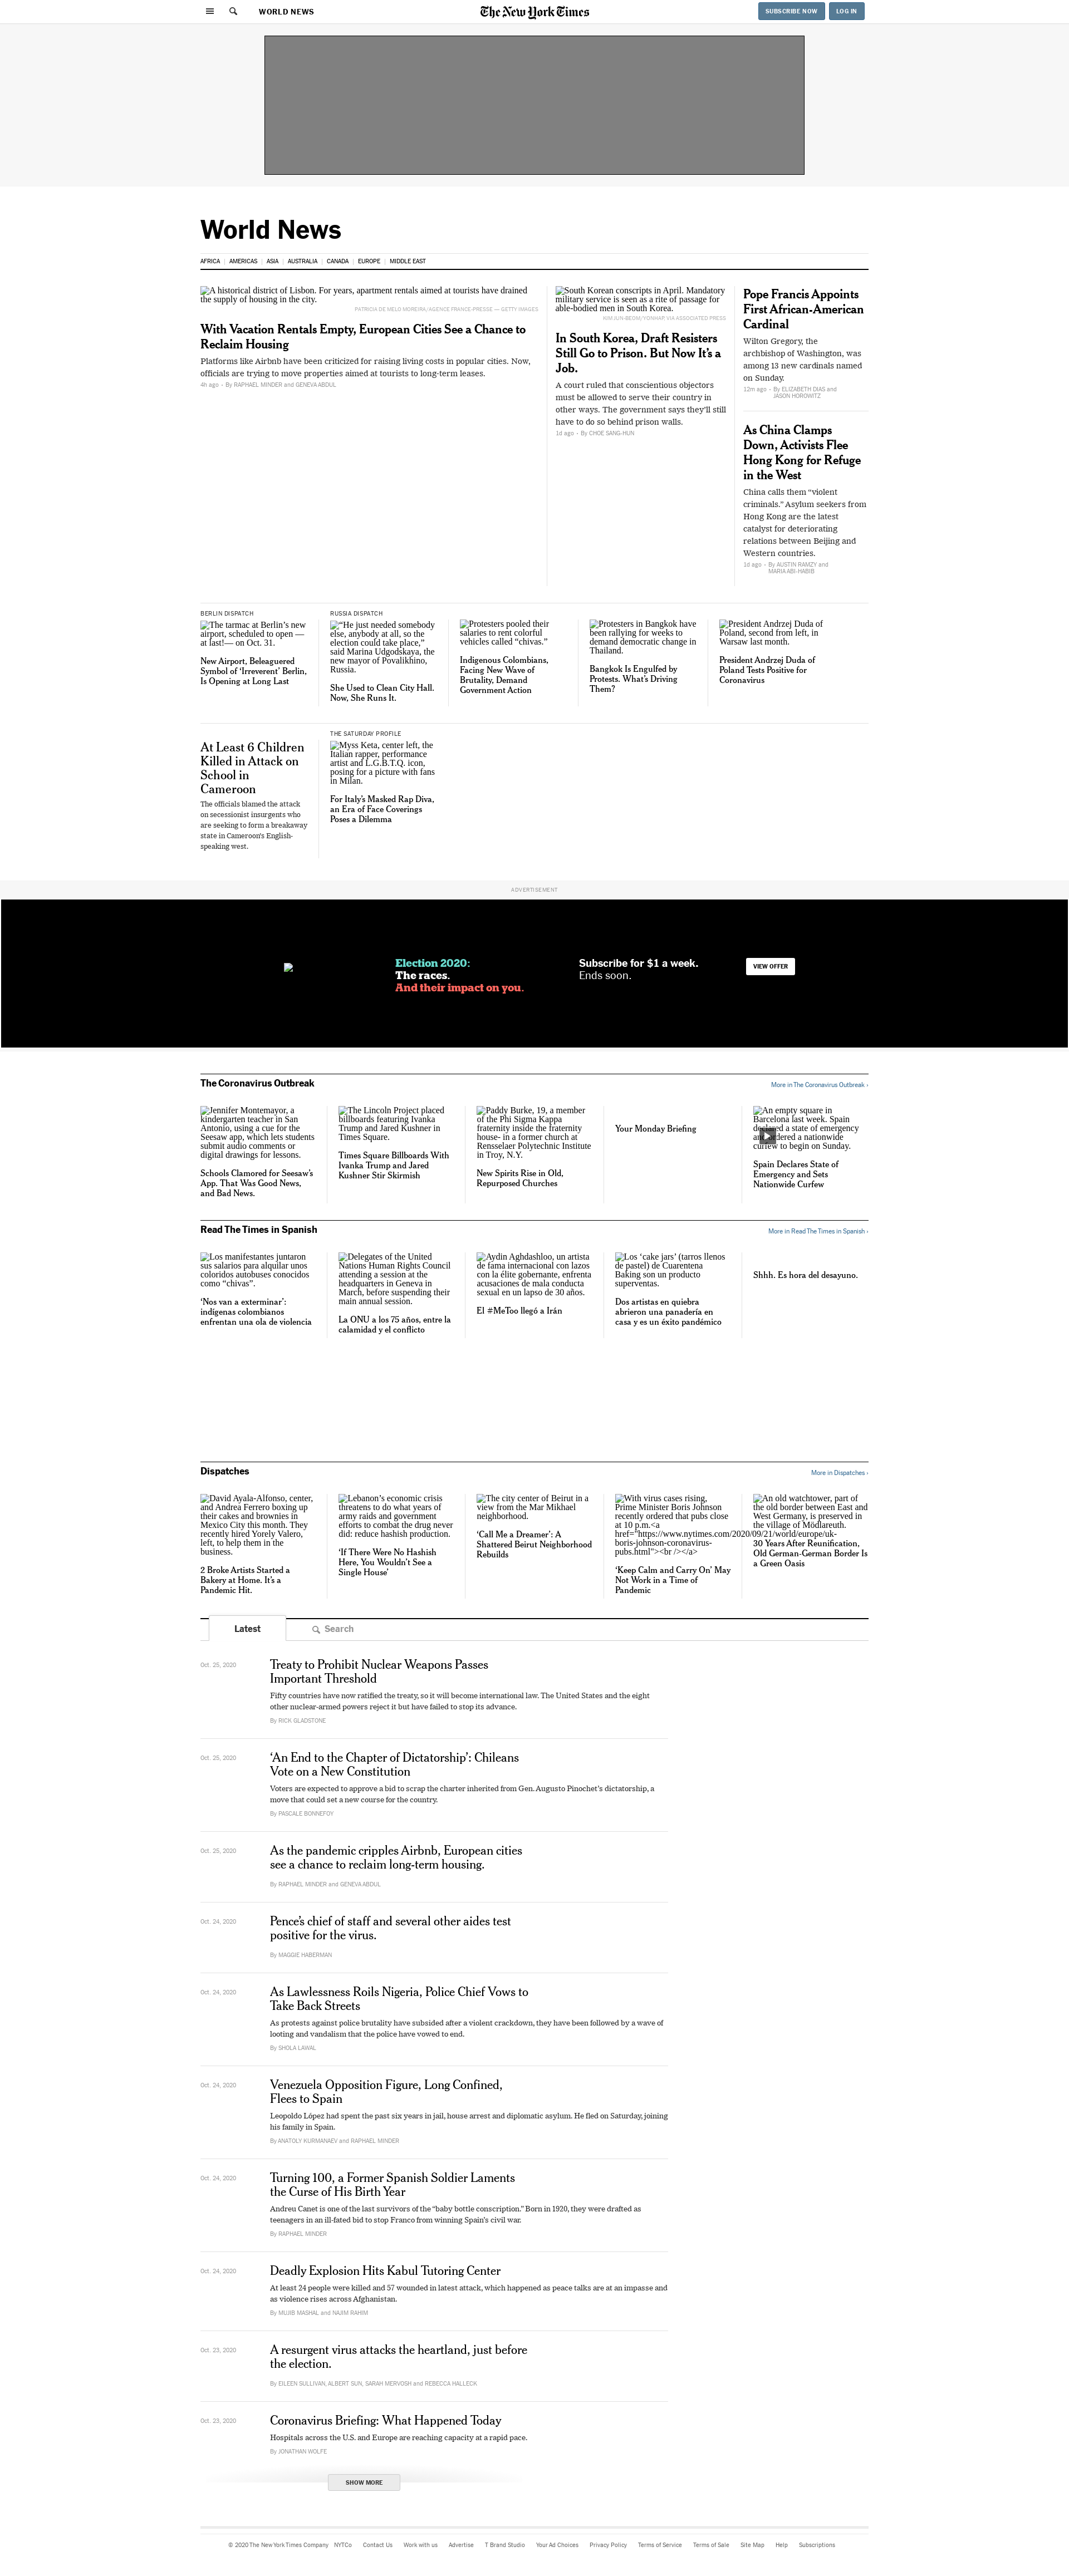 WORLD NEWS
The New York Times
SUBSCRIBE NOW
LOG IN
World News
AFRICA
AMERICAS
ASIA
AUSTRALIA
CANADA
EUROPE
MIDDLE EAST
A historical district of Lisbon. For years, apartment rentals aimed at tourists have drained
the supply of housing in the city.
PATRICIA DE MELO MOREIRA/AGENCE FRANCE-PRESSE — GETTY IMAGES
With Vacation Rentals Empty, European Cities See a Chance to
Reclaim Housing
Platforms like Airbnb have been criticized for raising living costs in popular cities. Now,
officials are trying to move properties aimed at tourists to long-term leases.
4h ago - By RAPHAEL MINDER and GENEVA ABDUL
South Korean conscripts in April. Mandatory
military service is seen as a rite of passage for
able-bodied men in South Korea.
KIM JUN-BEOM/YONHAP, VIA ASSOCIATED PRESS
In South Korea, Draft Resisters
Still Go to Prison. But Now It’s a
Job.
A court ruled that conscientious objectors
must be allowed to serve their country in
other ways. The government says they’ll still
have to do so behind prison walls.
1d ago - By CHOE SANG-HUN
Pope Francis Appoints
First African-American
Cardinal
Wilton Gregory, the
archbishop of Washington, was
among 13 new cardinals named
on Sunday.
12m ago - By ELIZABETH DIAS and
JASON HOROWITZ
As China Clamps
Down, Activists Flee
Hong Kong for Refuge
in the West
China calls them “violent
criminals.” Asylum seekers from
Hong Kong are the latest
catalyst for deteriorating
relations between Beijing and
Western countries.
1d ago - By AUSTIN RAMZY and
MARIA ABI-HABIB
BERLIN DISPATCH
The tarmac at Berlin’s new
airport, scheduled to open —
at last!— on Oct. 31.
New Airport, Beleaguered
Symbol of ‘Irreverent’ Berlin,
Is Opening at Long Last
RUSSIA DISPATCH
“He just needed somebody
else, anybody at all, so the
election could take place,”
said Marina Udgodskaya, the
new mayor of Povalikhino,
Russia.
She Used to Clean City Hall.
Now, She Runs It.
Protesters pooled their
salaries to rent colorful
vehicles called “chivas.”
Indigenous Colombians,
Facing New Wave of
Brutality, Demand
Government Action
Protesters in Bangkok have
been rallying for weeks to
demand democratic change in
Thailand.
Bangkok Is Engulfed by
Protests. What’s Driving
Them?
President Andrzej Duda of
Poland, second from left, in
Warsaw last month.
President Andrzej Duda of
Poland Tests Positive for
Coronavirus
At Least 6 Children
Killed in Attack on
School in
Cameroon
The officials blamed the attack
on secessionist insurgents who
are seeking to form a breakaway
state in Cameroon’s English-
speaking west.
THE SATURDAY PROFILE
Myss Keta, center left, the
Italian rapper, performance
artist and L.G.B.T.Q. icon,
posing for a picture with fans
in Milan.
For Italy’s Masked Rap Diva,
an Era of Face Coverings
Poses a Dilemma
ADVERTISEMENT
Election 2020:
The races.
And their impact on you.
Subscribe for $1 a week.
Ends soon.
VIEW OFFER
The Coronavirus Outbreak
More in The Coronavirus Outbreak ›
Jennifer Montemayor, a
kindergarten teacher in San
Antonio, using a cue for the
Seesaw app, which lets students
submit audio comments or
digital drawings for lessons.
Schools Clamored for Seesaw’s
App. That Was Good News,
and Bad News.
The Lincoln Project placed
billboards featuring Ivanka
Trump and Jared Kushner in
Times Square.
Times Square Billboards With
Ivanka Trump and Jared
Kushner Stir Skirmish
Paddy Burke, 19, a member
of the Phi Sigma Kappa
fraternity inside the fraternity
house- in a former church at
Rensselaer Polytechnic Institute
in Troy, N.Y.
New Spirits Rise in Old,
Repurposed Churches
Your Monday Briefing
An empty square in
Barcelona last week. Spain
declared a state of emergency
and ordered a nationwide
curfew to begin on Sunday.
Spain Declares State of
Emergency and Sets
Nationwide Curfew
Read The Times in Spanish
More in Read The Times in Spanish ›
Los manifestantes juntaron
sus salarios para alquilar unos
coloridos autobuses conocidos
como “chivas”.
‘Nos van a exterminar’:
indígenas colombianos
enfrentan una ola de violencia
Delegates of the United
Nations Human Rights Council
attending a session at the
headquarters in Geneva in
March, before suspending their
main annual session.
La ONU a los 75 años, entre la
calamidad y el conflicto
Aydin Aghdashloo, un artista
de fama internacional con lazos
con la élite gobernante, enfrenta
acusaciones de mala conducta
sexual en un lapso de 30 años.
El #MeToo llegó a Irán
Los ‘cake jars’ (tarros llenos
de pastel) de Cuarentena
Baking son un producto
superventas.
Dos artistas en quiebra
abrieron una panadería en
casa y es un éxito pandémico
Shhh. Es hora del desayuno.
Dispatches
More in Dispatches ›
David Ayala-Alfonso, center,
and Andrea Ferrero boxing up
their cakes and brownies in
Mexico City this month. They
recently hired Yorely Valero,
left, to help them in the
business.
2 Broke Artists Started a
Bakery at Home. It’s a
Pandemic Hit.
Lebanon’s economic crisis
threatens to do what years of
army raids and government
efforts to combat the drug never
did: reduce hashish production.
‘If There Were No Hashish
Here, You Wouldn’t See a
Single House’
The city center of Beirut in a
view from the Mar Mikhael
neighborhood.
‘Call Me a Dreamer’: A
Shattered Beirut Neighborhood
Rebuilds
With virus cases rising,
Prime Minister Boris Johnson
recently ordered that pubs close
at 10 p.m.<a
href="https://www.nytimes.com/2020/09/21/world/europe/uk-
boris-johnson-coronavirus-
pubs.html"><br /></a>
‘Keep Calm and Carry On’ May
Not Work in a Time of
Pandemic
An old watchtower, part of
the old border between East and
West Germany, is preserved in
the village of Mödlareuth.
30 Years After Reunification,
Old German-German Border Is
a Green Oasis
Latest
Search
Oct. 25, 2020
Treaty to Prohibit Nuclear Weapons Passes
Important Threshold
Fifty countries have now ratified the treaty, so it will become international law. The United States and the eight
other nuclear-armed powers reject it but have failed to stop its advance.
By RICK GLADSTONE
Oct. 25, 2020
‘An End to the Chapter of Dictatorship’: Chileans
Vote on a New Constitution
Voters are expected to approve a bid to scrap the charter inherited from Gen. Augusto Pinochet’s dictatorship, a
move that could set a new course for the country.
By PASCALE BONNEFOY
Oct. 25, 2020
As the pandemic cripples Airbnb, European cities
see a chance to reclaim long-term housing.
By RAPHAEL MINDER and GENEVA ABDUL
Oct. 24, 2020
Pence’s chief of staff and several other aides test
positive for the virus.
By MAGGIE HABERMAN
Oct. 24, 2020
As Lawlessness Roils Nigeria, Police Chief Vows to
Take Back Streets
As protests against police brutality have subsided after a violent crackdown, they have been followed by a wave of
looting and vandalism that the police have vowed to end.
By SHOLA LAWAL
Oct. 24, 2020
Venezuela Opposition Figure, Long Confined,
Flees to Spain
Leopoldo López had spent the past six years in jail, house arrest and diplomatic asylum. He fled on Saturday, joining
his family in Spain.
By ANATOLY KURMANAEV and RAPHAEL MINDER
Oct. 24, 2020
Turning 100, a Former Spanish Soldier Laments
the Curse of His Birth Year
Andreu Canet is one of the last survivors of the “baby bottle conscription.” Born in 1920, they were drafted as
teenagers in an ill-fated bid to stop Franco from winning Spain’s civil war.
By RAPHAEL MINDER
Oct. 24, 2020
Deadly Explosion Hits Kabul Tutoring Center
At least 24 people were killed and 57 wounded in latest attack, which happened as peace talks are at an impasse and
as violence rises across Afghanistan.
By MUJIB MASHAL and NAJIM RAHIM
Oct. 23, 2020
A resurgent virus attacks the heartland, just before
the election.
By EILEEN SULLIVAN, ALBERT SUN, SARAH MERVOSH and REBECCA HALLECK
Oct. 23, 2020
Coronavirus Briefing: What Happened Today
Hospitals across the U.S. and Europe are reaching capacity at a rapid pace.
By JONATHAN WOLFE
SHOW MORE
© 2020 The New York Times Company
NYTCo
Contact Us
Work with us
Advertise
T Brand Studio
Your Ad Choices
Privacy Policy
Terms of Service
Terms of Sale
Site Map
Help
Subscriptions